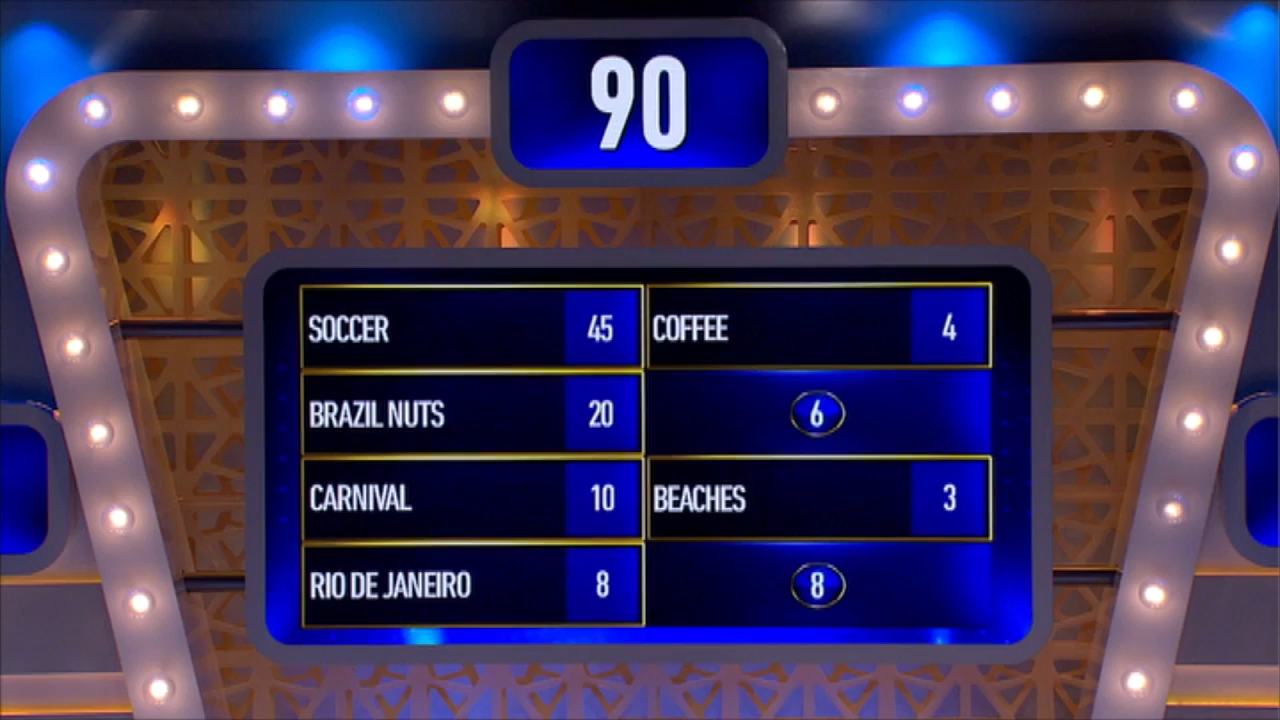 90
SOCCER 45
BRAZIL NUTS 20
CARNIVAL 10
RIO DE JANEIRO 8
COFFEE 4
6
BEACHES 3
8